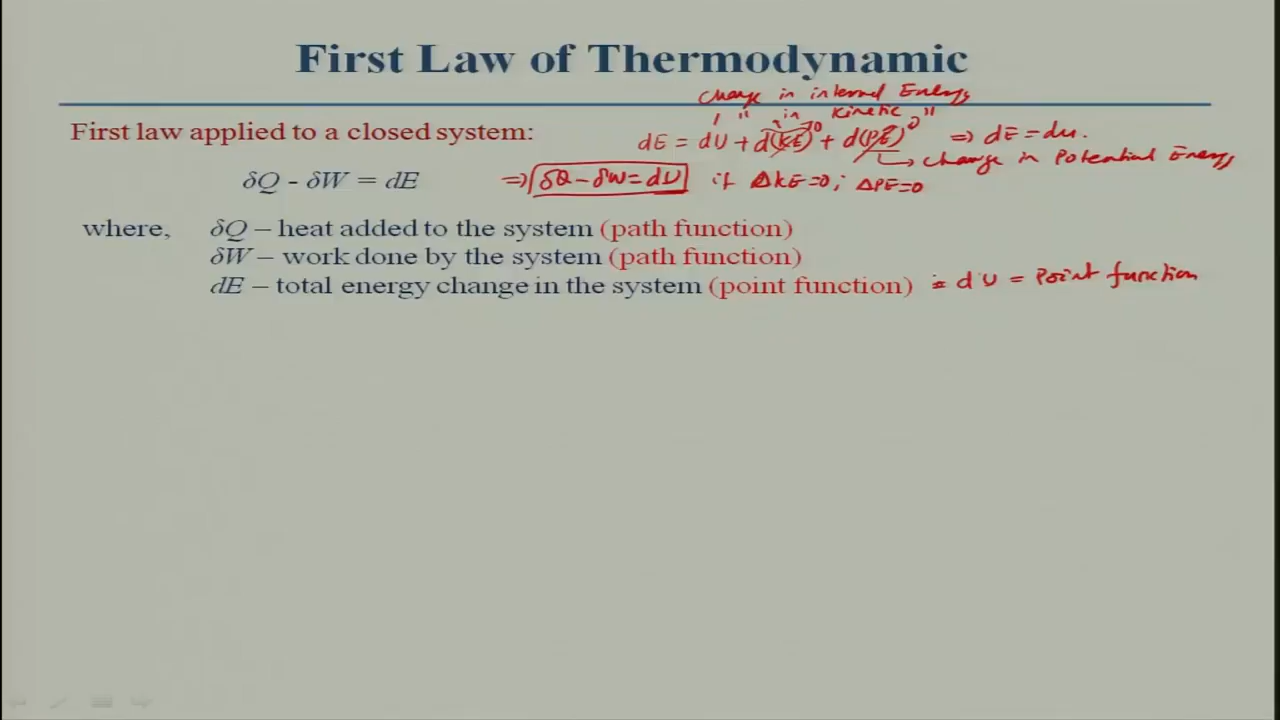 First Law of Thermodynamic
change in internal Energy
" in kinetic "
First law applied to a closed system: dE = dU + d(KE)⁰ + d(PE)⁰ ⇒ dE = du.
→ change in Potential Energy
δQ - δW = dE ⇒ δQ - δW = dU if ΔKE=0; ΔPE=0
where, δQ – heat added to the system (path function)
δW – work done by the system (path function)
dE – total energy change in the system (point function) = dU = Point function